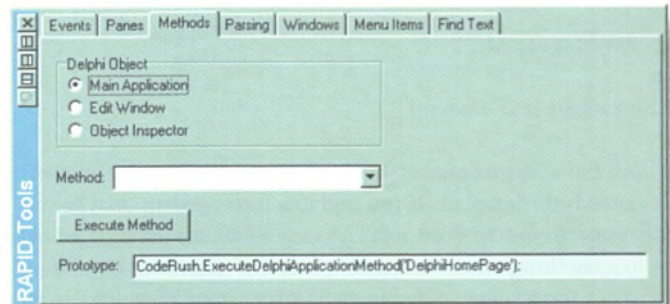 Events Panes Methods Parsing Windows Menu Items Find Text
Delphi Object
Main Application
Edit Window
Object Inspector
Method:
Execute Method
Prototype: CodeRush.ExecuteDelphiApplicationMethod('DelphiHomePage');
RAPID Tools